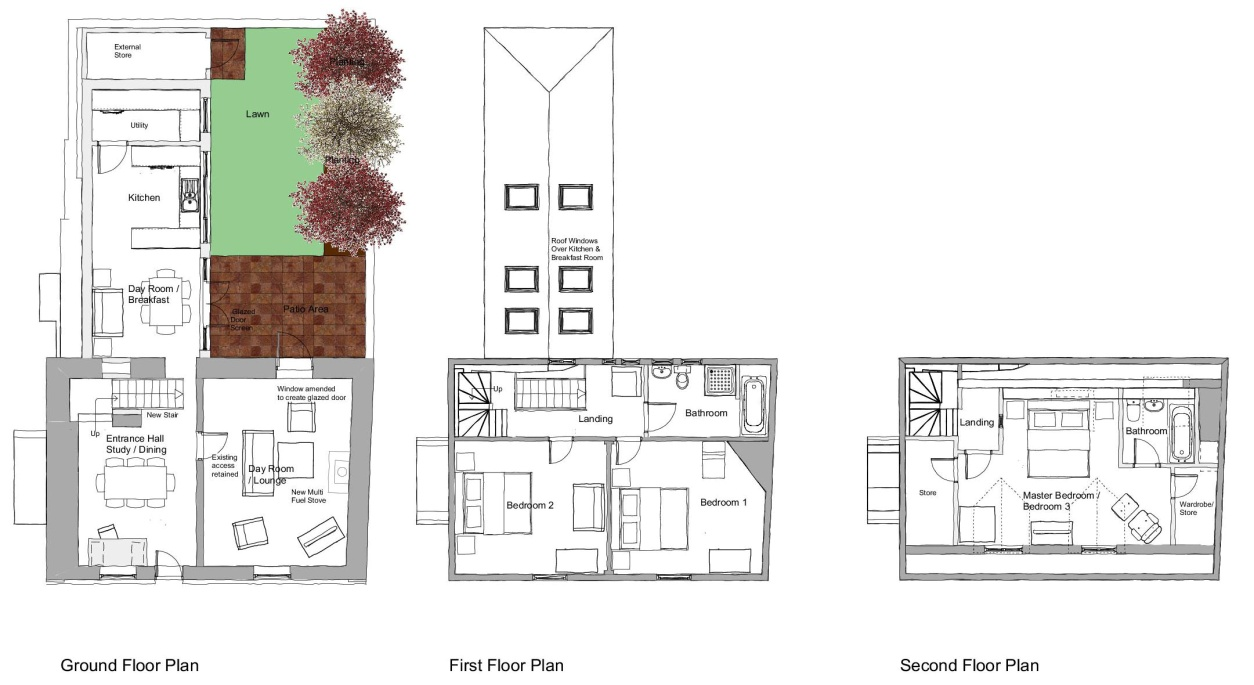 External
Store
Planting
Lawn
Utility
Planting
Kitchen
Day Room /
Breakfast
Glazed
Door
Screen
Patio Area
Window amended
to create glazed door
New Stair
Up
Entrance Hall
Study / Dining
Existing
access
retained
Day Room
/ Lounge
New Multi
Fuel Stove
Ground Floor Plan
Roof Windows
Over Kitchen &
Breakfast Room
Up
Landing
Bathroom
Bedroom 2
Bedroom 1
First Floor Plan
Landing
Bathroom
Store
Master Bedroom /
Bedroom 3
Wardrobe/
Store
Second Floor Plan